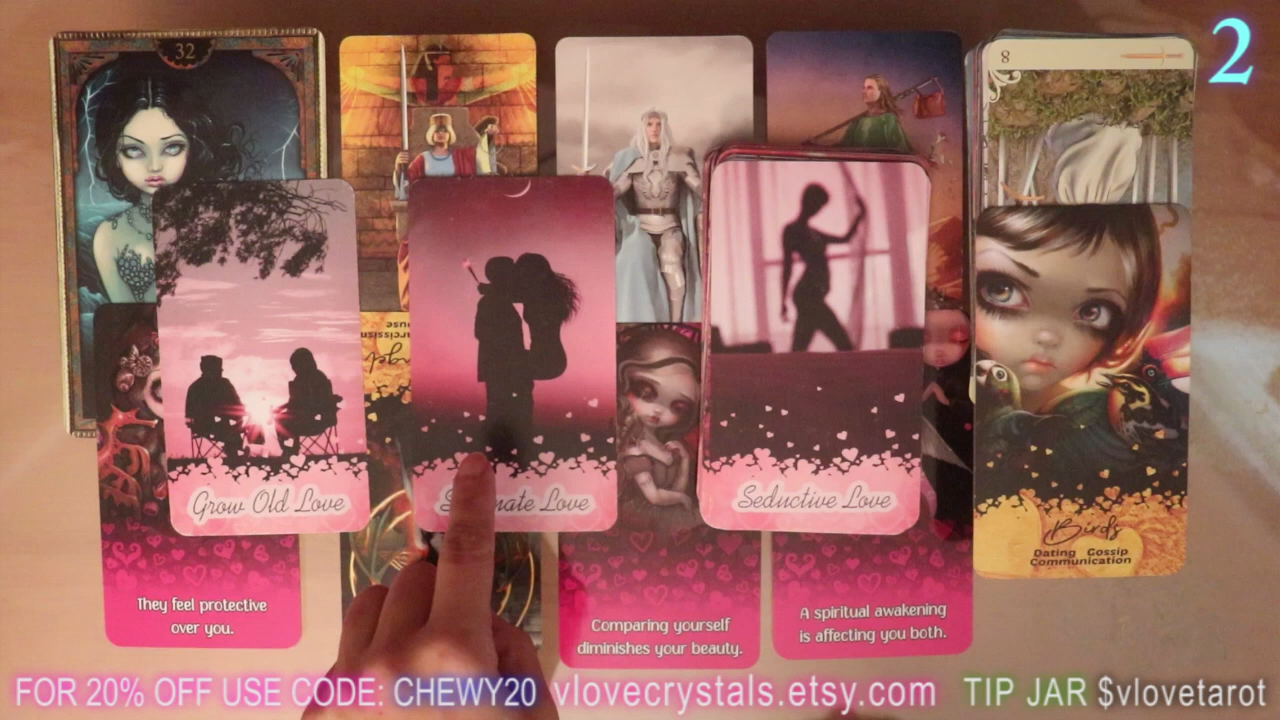 32
8
2
Grow Old Love
mate Love
Seductive Love
Birds
Dating Gossip
Communication
They feel protective
over you.
Comparing yourself
diminishes your beauty.
A spiritual awakening
is affecting you both.
FOR 20% OFF USE CODE: CHEWY20 vlovecrystals.etsy.com TIP JAR $vlovetarot